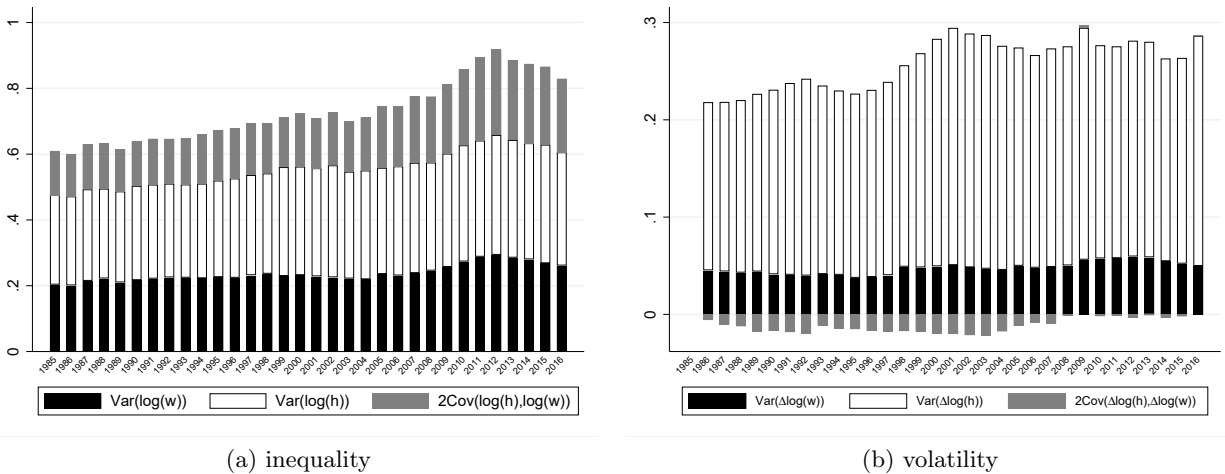 1
.8
.6
.4
.2
0
1985 1986 1987 1988 1989 1990 1991 1992 1993 1994 1995 1996 1997 1998 1999 2000 2001 2002 2003 2004 2005 2006 2007 2008 2009 2010 2011 2012 2013 2014 2015 2016
Var(log(w)) Var(log(h)) 2Cov(log(h),log(w))
(a) inequality
.3
.2
.1
0
1985 1986 1987 1988 1989 1990 1991 1992 1993 1994 1995 1996 1997 1998 1999 2000 2001 2002 2003 2004 2005 2006 2007 2008 2009 2010 2011 2012 2013 2014 2015 2016
Var(Δlog(w)) Var(Δlog(h)) 2Cov(Δlog(h),Δlog(w))
(b) volatility